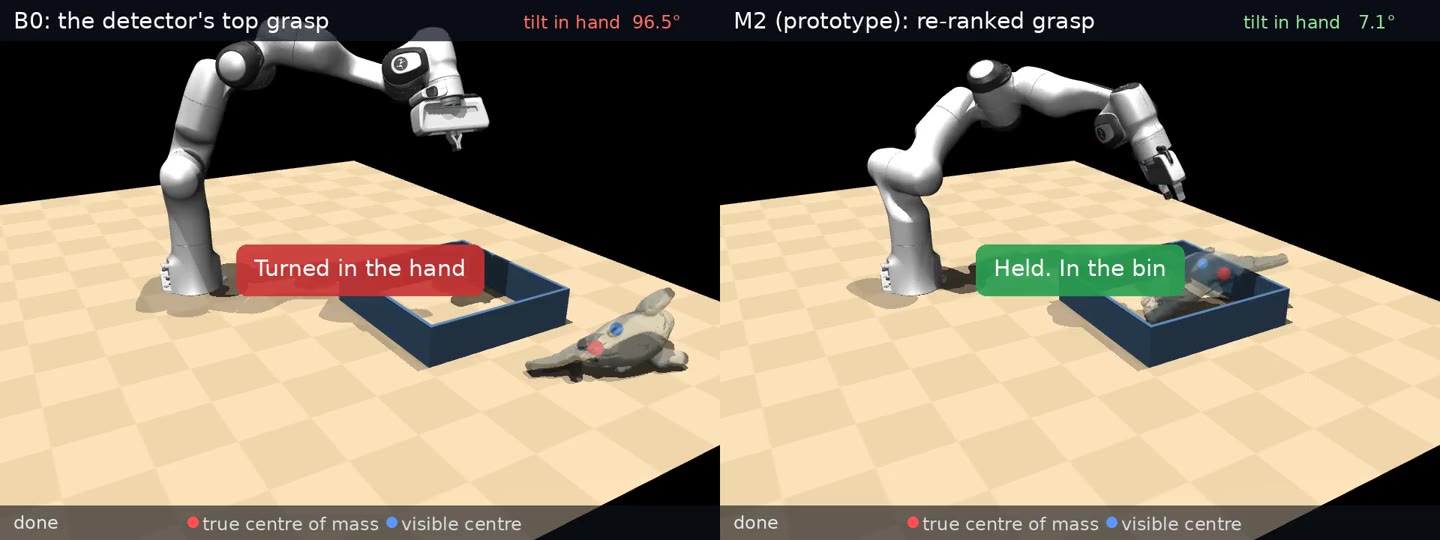 B0: the detector's top grasp
tilt in hand 96.5°
Turned in the hand
done
true centre of mass
visible centre
M2 (prototype): re-ranked grasp
tilt in hand 7.1°
Held. In the bin
done
true centre of mass
visible centre